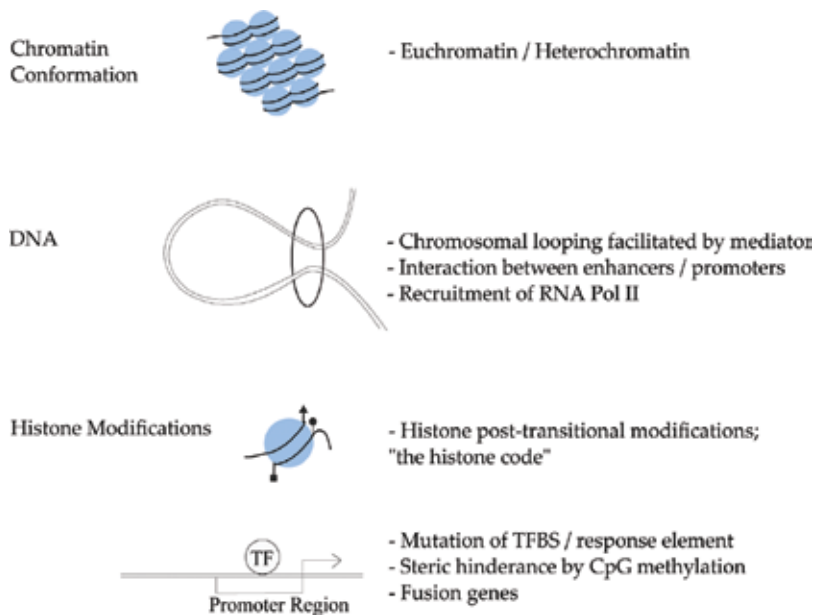 Chromatin
Conformation
- Euchromatin / Heterochromatin
DNA
- Chromosomal looping facilitated by mediator
- Interaction between enhancers / promoters
- Recruitment of RNA Pol II
Histone Modifications
- Histone post-transitional modifications;
"the histone code"
TF
Promoter Region
- Mutation of TFBS / response element
- Steric hinderance by CpG methylation
- Fusion genes